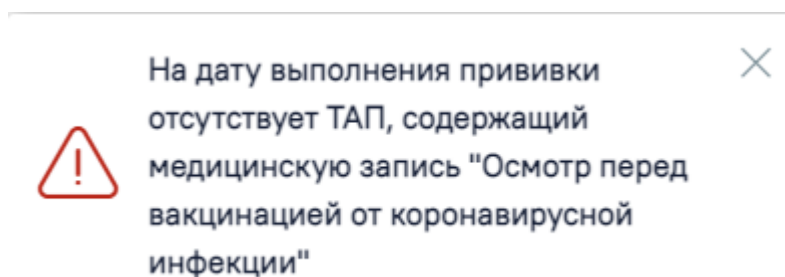 На дату выполнения прививки
отсутствует ТАП, содержащий
медицинскую запись "Осмотр перед
вакцинацией от коронавирусной
инфекции"